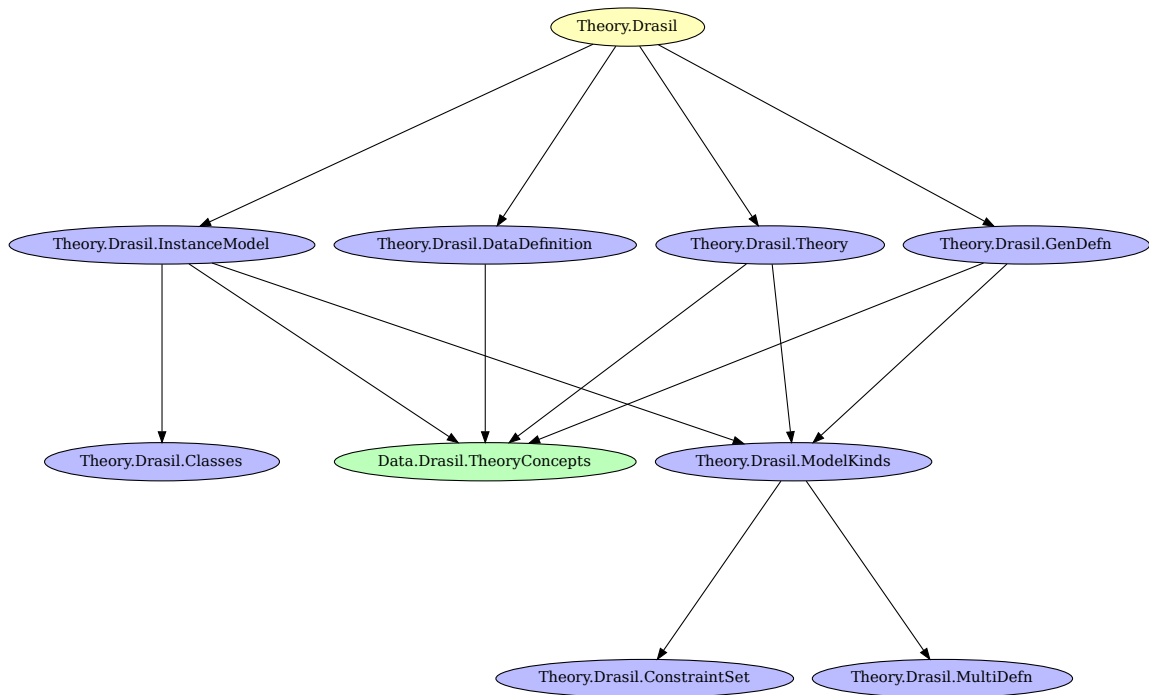 Theory.Drasil
Theory.Drasil.InstanceModel
Theory.Drasil.DataDefinition
Theory.Drasil.Theory
Theory.Drasil.GenDefn
Theory.Drasil.Classes
Data.Drasil.TheoryConcepts
Theory.Drasil.ModelKinds
Theory.Drasil.ConstraintSet
Theory.Drasil.MultiDefn